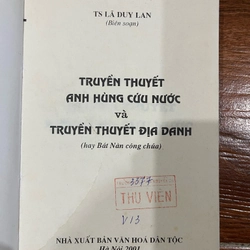 TS LÃ DUY LAN
(Biên soạn)
TRUYỀN THUYẾT
ANH HÙNG CỨU NƯỚC
và
TRUYỀN THUYẾT ĐỊA DANH
(hay Bát Nàn công chúa)
5377
THƯ VIỆN
V13
NHÀ XUẤT BẢN VĂN HOÁ DÂN TỘC
Hà Nội 2001